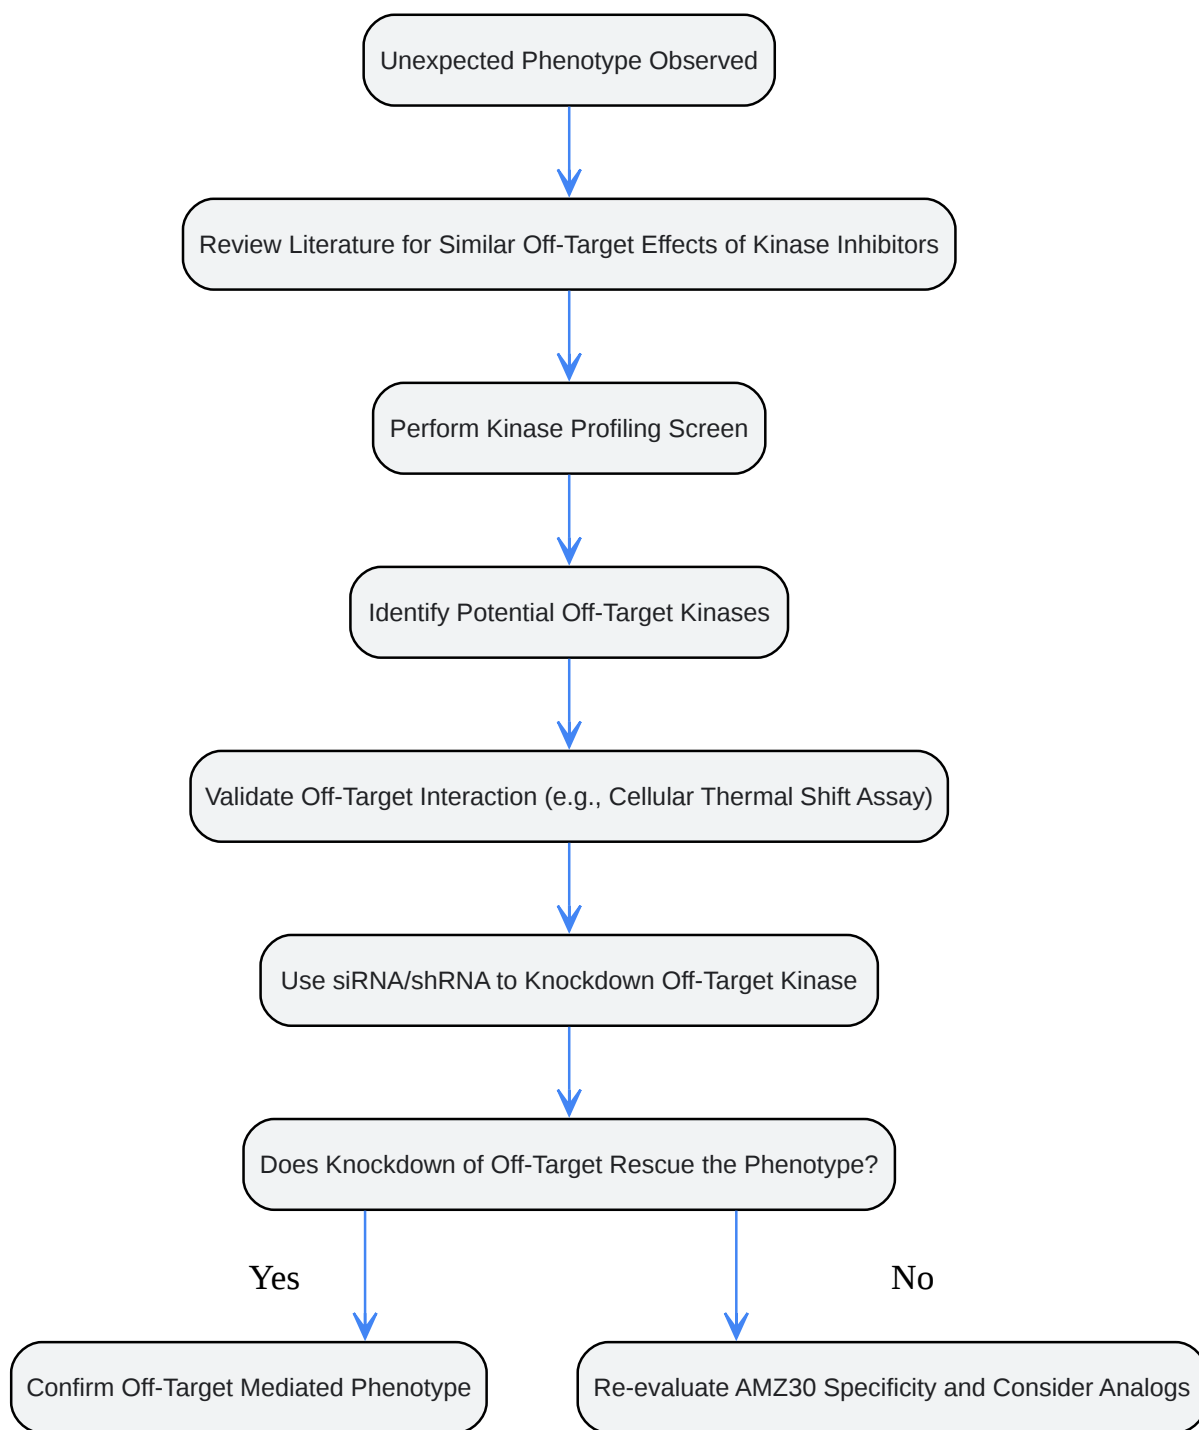 Unexpected Phenotype Observed
Review Literature for Similar Off-Target Effects of Kinase Inhibitors
Perform Kinase Profiling Screen
Identify Potential Off-Target Kinases
Validate Off-Target Interaction (e.g., Cellular Thermal Shift Assay)
Use siRNA/shRNA to Knockdown Off-Target Kinase
Does Knockdown of Off-Target Rescue the Phenotype?
Yes
No
Confirm Off-Target Mediated Phenotype
Re-evaluate AMZ30 Specificity and Consider Analogs